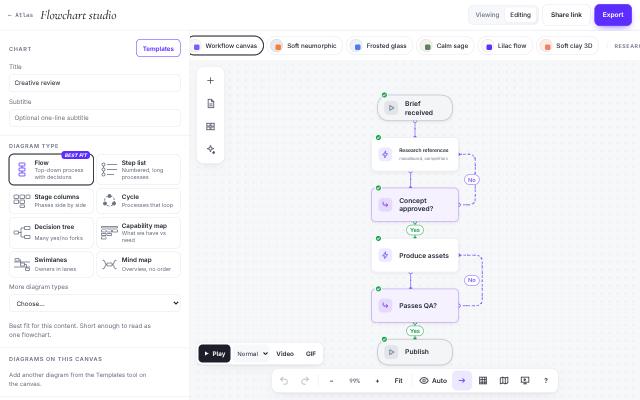 ← Atlas Flowchart studio
Viewing Editing Share link Export
CHART Templates
Title
Creative review
Subtitle
Optional one-line subtitle
DIAGRAM TYPE
BEST FIT
Flow
Top-down process
with decisions
Step list
Numbered, long
processes
Stage columns
Phases side by side
Cycle
Processes that loop
Decision tree
Many yes/no forks
Capability map
What we have vs
need
Swimlanes
Owners in lanes
Mind map
Overview, no order
More diagram types
Choose...
Best fit for this content. Short enough to read as
one flowchart.
DIAGRAMS ON THIS CANVAS
Add another diagram from the Templates tool on
the canvas.
Workflow canvas Soft neumorphic Frosted glass Calm sage Lilac flow Soft clay 3D
Brief
received
Research references
moodboard, competitors
No
Concept
approved?
Yes
Produce assets
No
Passes QA?
Yes
Publish
Play Normal Video GIF
− 99% + Fit Auto ?